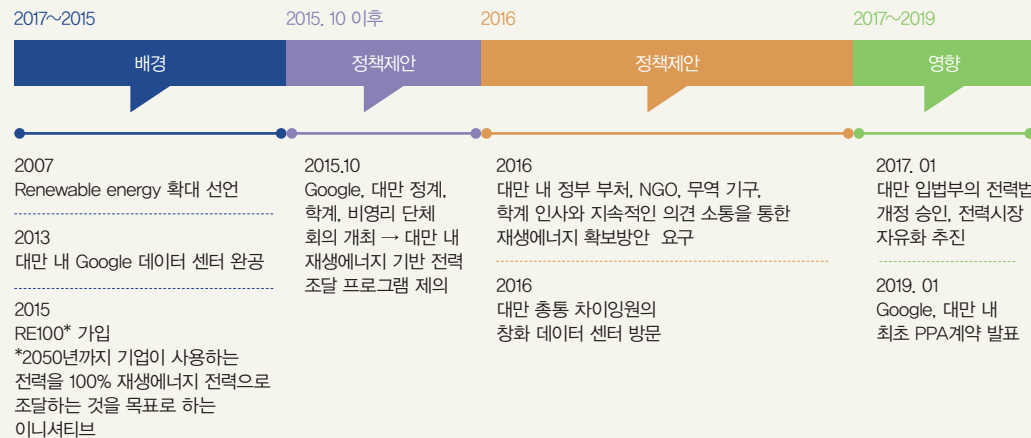 2017~2015
배경
2007
Renewable energy 확대 선언
2013
대만 내 Google 데이터 센터 완공
2015
RE100* 가입
*2050년까지 기업이 사용하는
전력을 100% 재생에너지 전력으로
조달하는 것을 목표로 하는
이니셔티브
2015. 10 이후
정책제안
2015.10
Google, 대만 정계,
학계, 비영리 단체
회의 개최 → 대만 내
재생에너지 기반 전력
조달 프로그램 제의
2016
정책제안
2016
대만 내 정부 부처, NGO, 무역 기구,
학계 인사와 지속적인 의견 소통을 통한
재생에너지 확보방안 요구
2016
대만 총통 차이잉원의
창화 데이터 센터 방문
2017~2019
영향
2017. 01
대만 입법부의 전력법
개정 승인, 전력시장
자유화 추진
2019. 01
Google, 대만 내
최초 PPA계약 발표